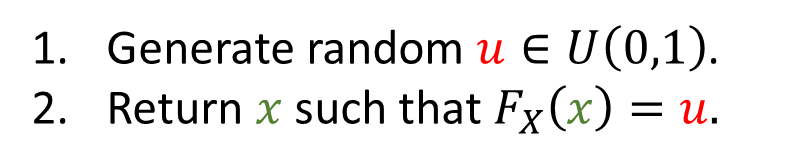 1. Generate random u ∈ U(0,1).
2. Return x such that F_X(x) = u.